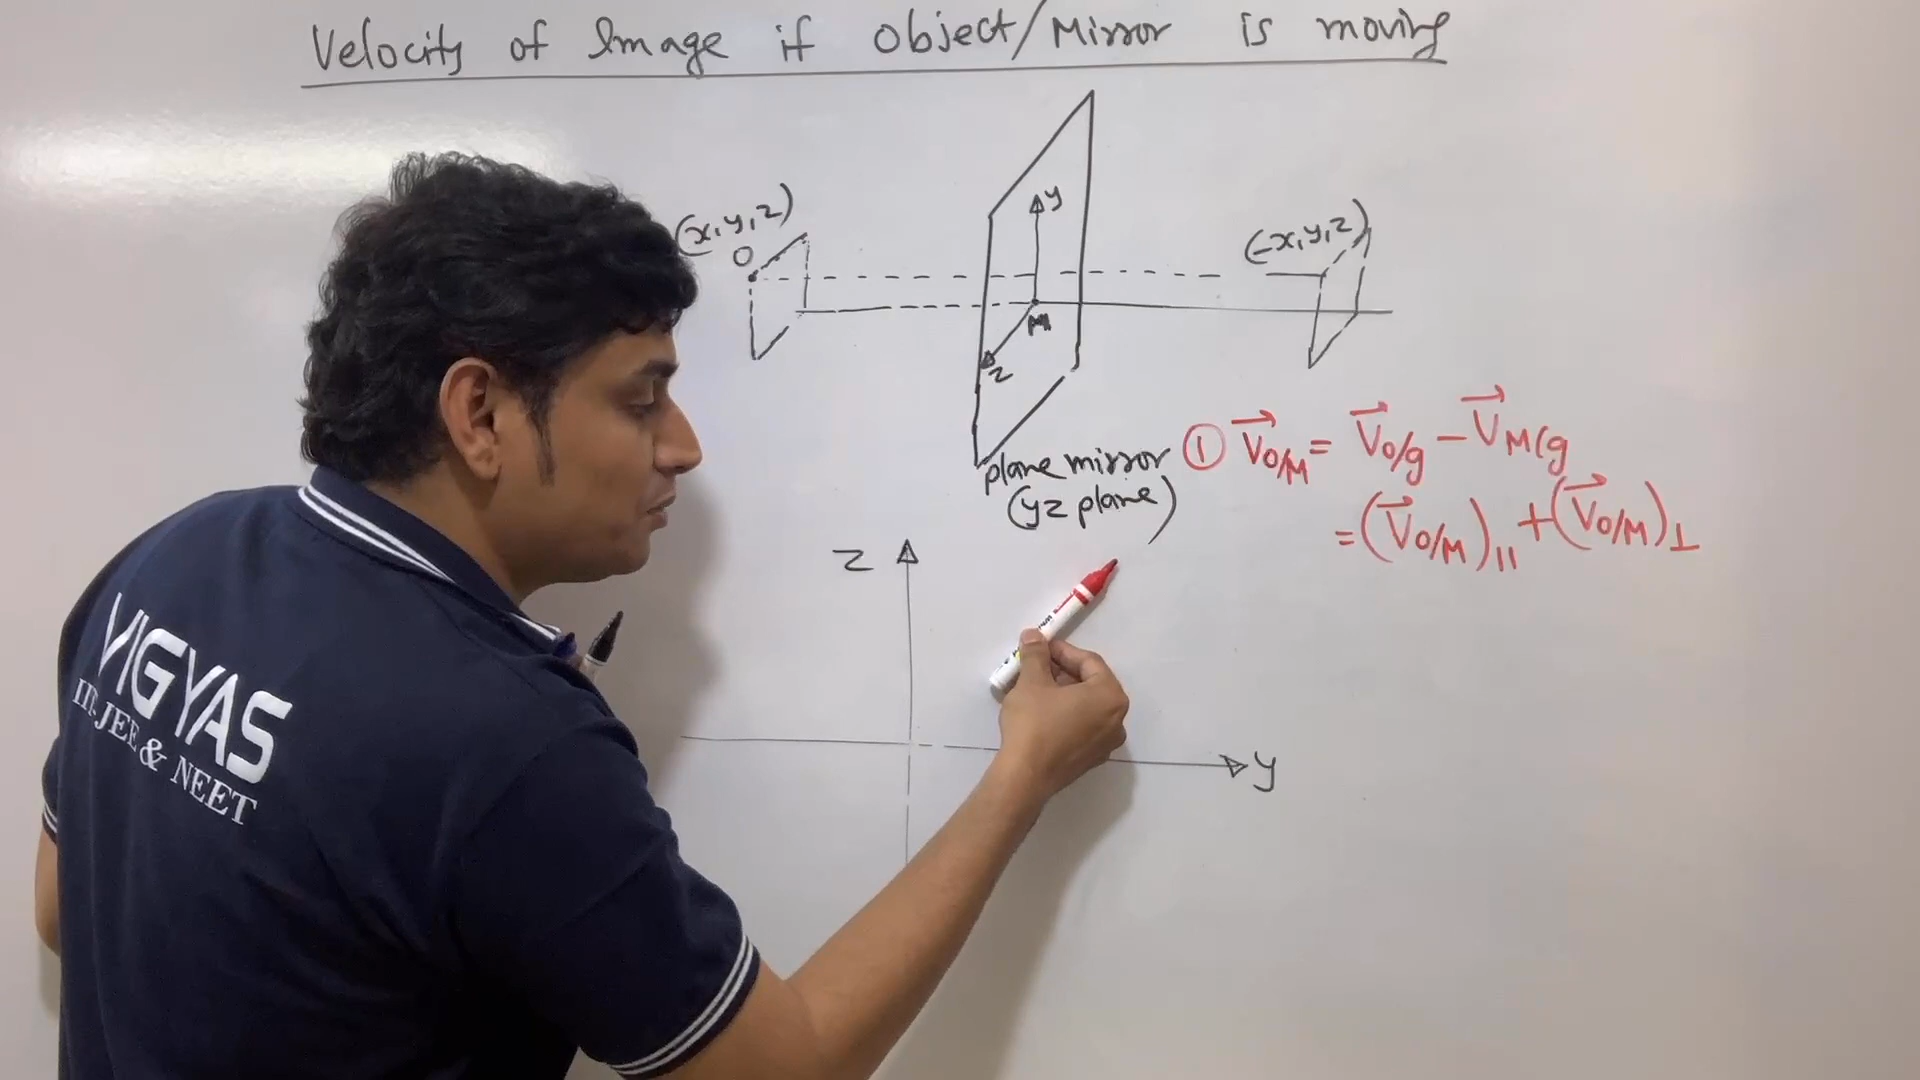 Velocity of Image if object/Mirror is moving
(x,y,z)
O
y
(-x,y,z)
M
z
plane mirror
(yz plane)
① V⃗O/M = V⃗O/g − V⃗M/g
= (V⃗O/M)|| + (V⃗O/M)⊥
z
y
VIGYAS
IIT-JEE & NEET